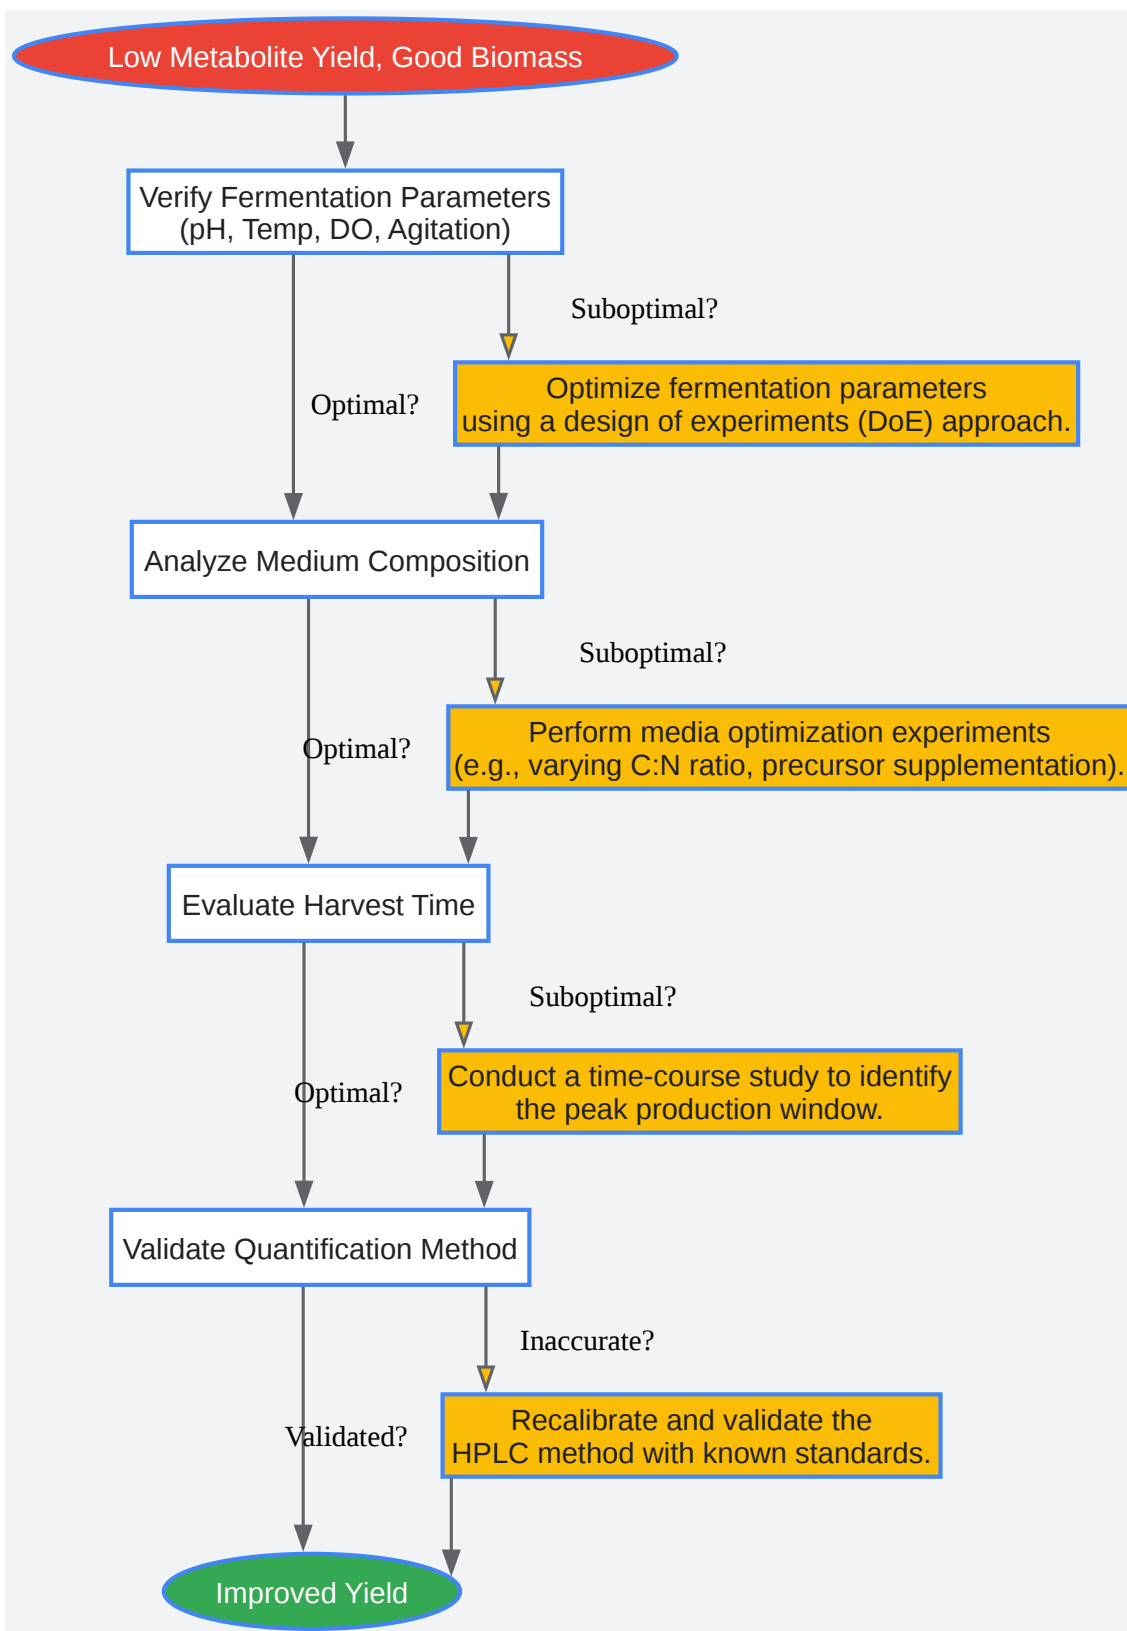 Low Metabolite Yield, Good Biomass
Verify Fermentation Parameters
(pH, Temp, DO, Agitation)
Suboptimal?
Optimal?
Optimize fermentation parameters
using a design of experiments (DoE) approach.
Analyze Medium Composition
Suboptimal?
Optimal?
Perform media optimization experiments
(e.g., varying C:N ratio, precursor supplementation).
Evaluate Harvest Time
Suboptimal?
Optimal?
Conduct a time-course study to identify
the peak production window.
Validate Quantification Method
Inaccurate?
Validated?
Recalibrate and validate the
HPLC method with known standards.
Improved Yield